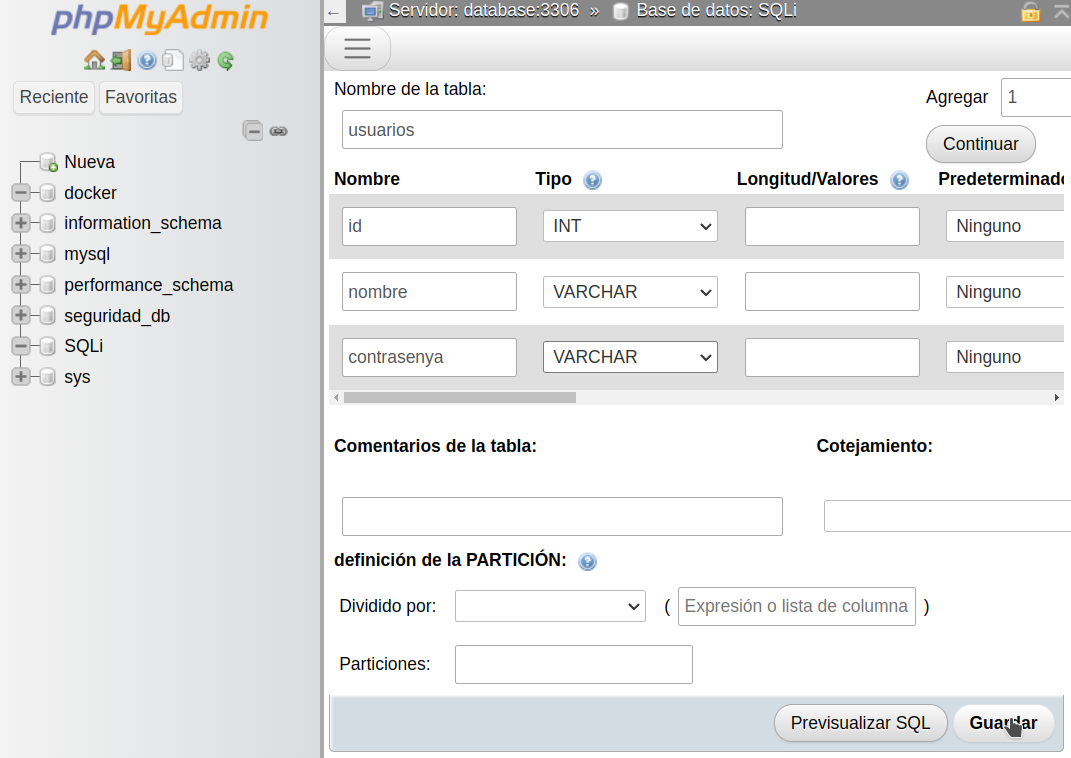 phpMyAdmin
Reciente Favoritas
Nueva
docker
information_schema
mysql
performance_schema
seguridad_db
SQLi
sys
← Servidor: database:3306 » Base de datos: SQLi
Nombre de la tabla:
Agregar 1
usuarios
Continuar
Nombre Tipo Longitud/Valores Predeterminado
id INT Ninguno
nombre VARCHAR Ninguno
contrasenya VARCHAR Ninguno
Comentarios de la tabla: Cotejamiento:
definición de la PARTICIÓN:
Dividido por: ( Expresión o lista de columna )
Particiones:
Previsualizar SQL Guardar